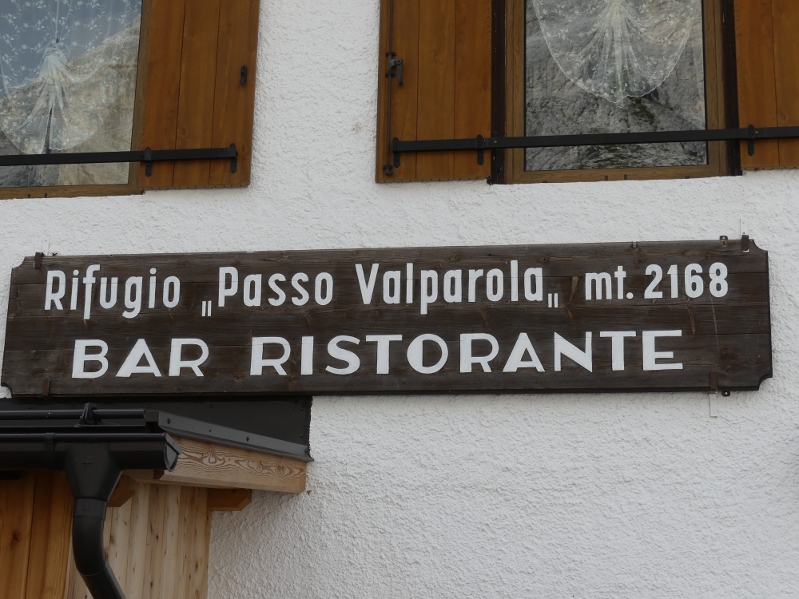 Rifugio „Passo Valparola„ mt. 2168
BAR RISTORANTE